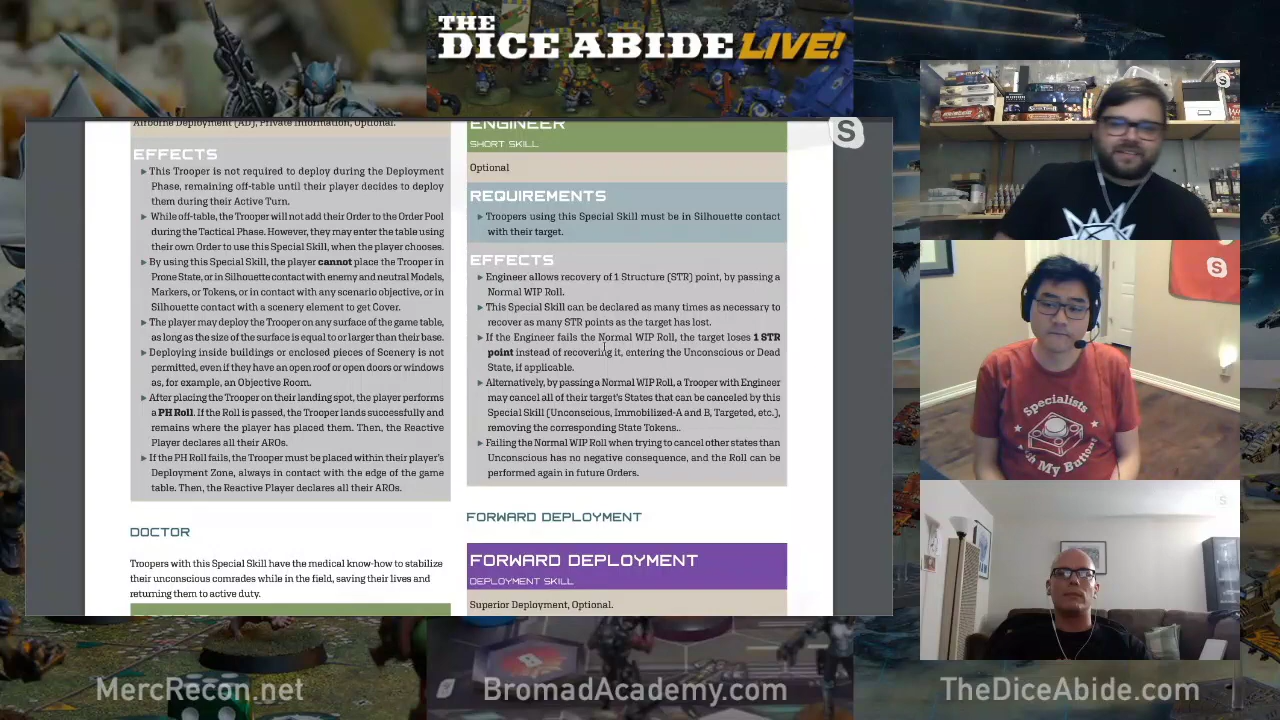 THE
DICE ABIDE LIVE!
Airborne Deployment (AD), Private Information, Optional.
EFFECTS
► This Trooper is not required to deploy during the Deployment
Phase, remaining off-table until their player decides to deploy
them during their Active Turn.
► While off-table, the Trooper will not add their Order to the Order Pool
during the Tactical Phase. However, they may enter the table using
their own Order to use this Special Skill, when the player chooses.
► By using this Special Skill, the player cannot place the Trooper in
Prone State, or in Silhouette contact with enemy and neutral Models,
Markers, or Tokens, or in contact with any scenario objective, or in
Silhouette contact with a scenery element to get Cover.
► The player may deploy the Trooper on any surface of the game table,
as long as the size of the surface is equal to or larger than their base.
► Deploying inside buildings or enclosed pieces of Scenery is not
permitted, even if they have an open roof or open doors or windows
as, for example, an Objective Room.
► After placing the Trooper on their landing spot, the player performs
a PH Roll. If the Roll is passed, the Trooper lands successfully and
remains where the player has placed them. Then, the Reactive
Player declares all their AROs.
► If the PH Roll fails, the Trooper must be placed within their player's
Deployment Zone, always in contact with the edge of the game
table. Then, the Reactive Player declares all their AROs.
DOCTOR
Troopers with this Special Skill have the medical know-how to stabilize
their unconscious comrades while in the field, saving their lives and
returning them to active duty.
DOCTOR
ENGINEER
SHORT SKILL
Optional
REQUIREMENTS
► Troopers using this Special Skill must be in Silhouette contact
with their target.
EFFECTS
► Engineer allows recovery of 1 Structure (STR) point, by passing a
Normal WIP Roll.
► This Special Skill can be declared as many times as necessary to
recover as many STR points as the target has lost.
► If the Engineer fails the Normal WIP Roll, the target loses 1 STR
point instead of recovering it, entering the Unconscious or Dead
State, if applicable.
► Alternatively, by passing a Normal WIP Roll, a Trooper with Engineer
may cancel all of their target's States that can be canceled by this
Special Skill (Unconscious, Immobilized-A and B, Targeted, etc.),
removing the corresponding State Tokens..
► Failing the Normal WIP Roll when trying to cancel other states than
Unconscious has no negative consequence, and the Roll can be
performed again in future Orders.
FORWARD DEPLOYMENT
FORWARD DEPLOYMENT
DEPLOYMENT SKILL
Superior Deployment, Optional.
S
S
S
Specialists
Oh My Button
S
MercRecon.net
BromadAcademy.com
TheDiceAbide.com